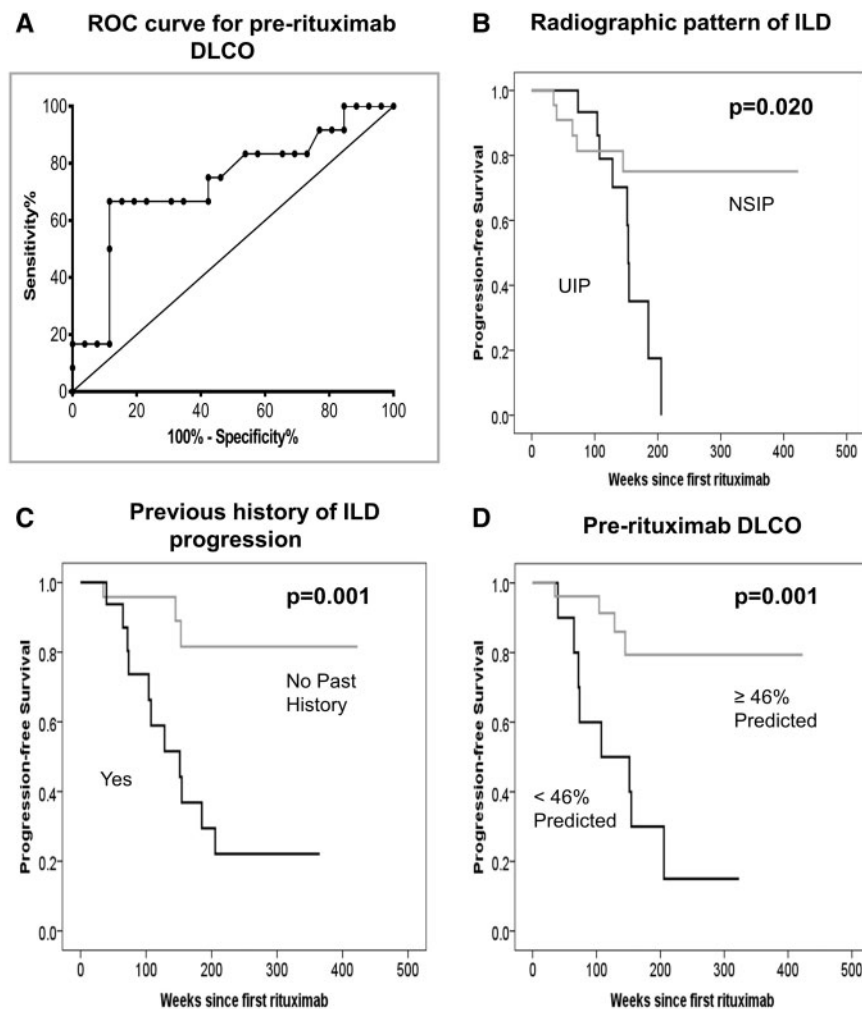 A
ROC curve for pre-rituximab
DLCO
100
80
60
40
20
0
Sensitivity%
0 20 40 60 80 100
100% - Specificity%
B
Radiographic pattern of ILD
1.0
0.8
0.6
0.4
0.2
0.0
Progression-free Survival
p=0.020
NSIP
UIP
0 100 200 300 400 500
Weeks since first rituximab
C
Previous history of ILD
progression
1.0
0.8
0.6
0.4
0.2
0.0
Progression-free Survival
p=0.001
No Past
History
Yes
0 100 200 300 400 500
Weeks since first rituximab
D
Pre-rituximab DLCO
1.0
0.8
0.6
0.4
0.2
0.0
Progression-free Survival
p=0.001
≥ 46%
Predicted
< 46%
Predicted
0 100 200 300 400 500
Weeks since first rituximab